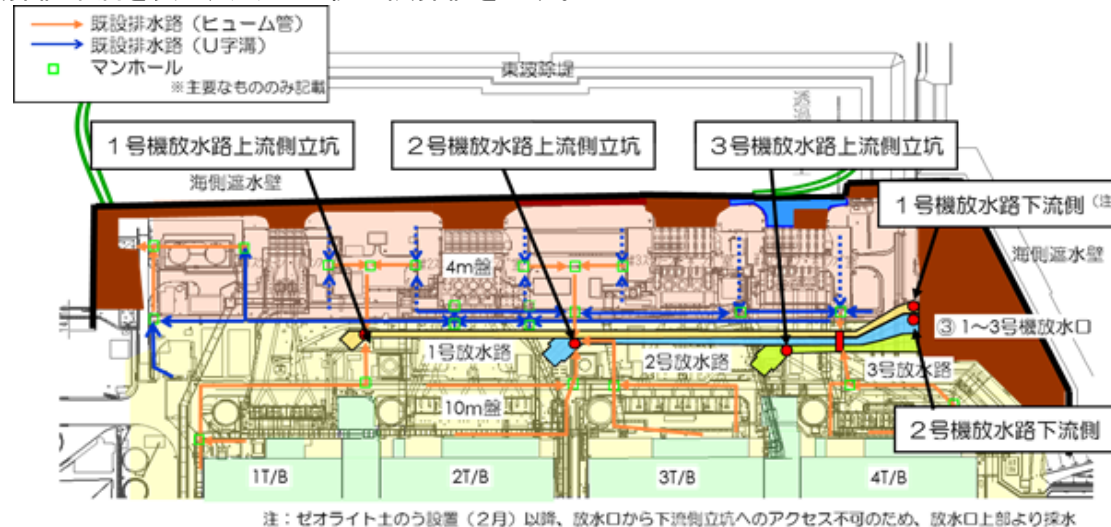 既設排水路（ヒューム管）
既設排水路（U字溝）
マンホール
※主要なもののみ記載
東波除堤
1号機放水路上流側立坑
2号機放水路上流側立坑
3号機放水路上流側立坑
海側遮水壁
1号機放水路下流側（注
海側遮水壁
4m盤
③ 1～3号機放水口
1号放水路
2号放水路
3号放水路
10m盤
2号機放水路下流側
1T/B
2T/B
3T/B
4T/B
注：ゼオライト土のう設置（2月）以降、放水口から下流側立坑へのアクセス不可のため、放水口上部より採水